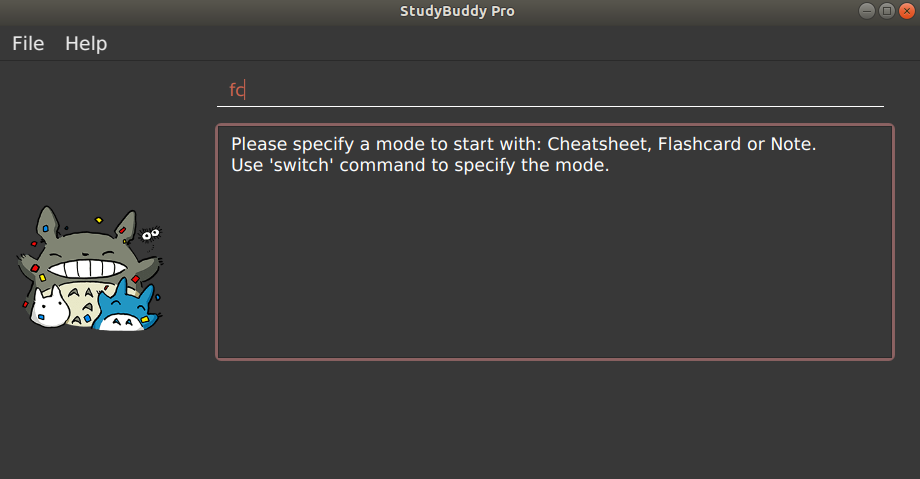 StudyBuddy Pro
File Help
fc
Please specify a mode to start with: Cheatsheet, Flashcard or Note.
Use 'switch' command to specify the mode.